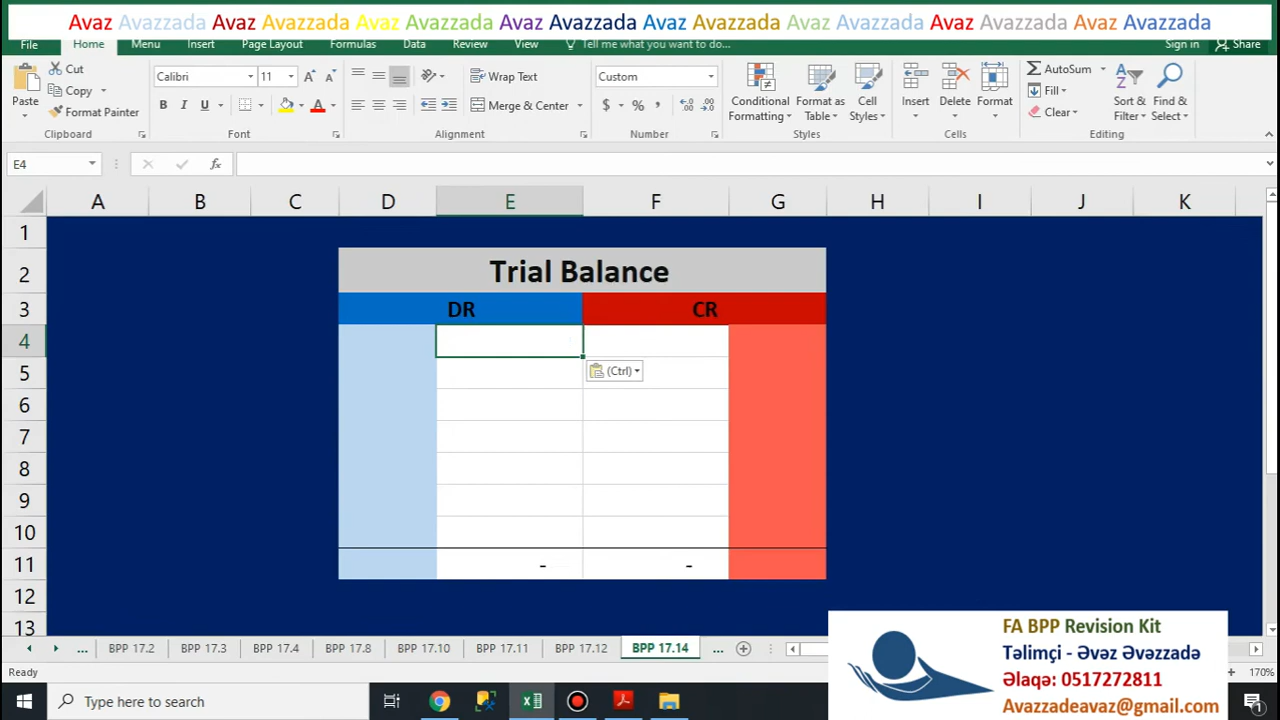 Avaz Avazzada Avaz Avazzada Avaz Avazzada Avaz Avazzada Avaz Avazzada Avaz Avazzada Avaz Avazzada Avaz Avazzada
File Home Menu Insert Page Layout Formulas Data Review View Tell me what you want to do... Sign in Share
Paste Cut Copy Format Painter
Calibri 11 A A B I U A
Wrap Text Merge & Center
Custom $ % ,
Conditional Formatting Format as Table Cell Styles
Insert Delete Format
AutoSum Fill Clear
Sort & Filter Find & Select
Clipboard Font Alignment Number Styles Cells Editing
E4 fx
A B C D E F G H I J K
1
2 Trial Balance
3 DR CR
4
5 (Ctrl)
6
7
8
9
10
11 - -
12
13
... BPP 17.2 BPP 17.3 BPP 17.4 BPP 17.8 BPP 17.10 BPP 17.11 BPP 17.12 BPP 17.14 ...
Ready 170%
FA BPP Revision Kit
Təlimçi - Əvəz Əvəzzadə
Əlaqə: 0517272811
Avazzadeavaz@gmail.com
Type here to search
1